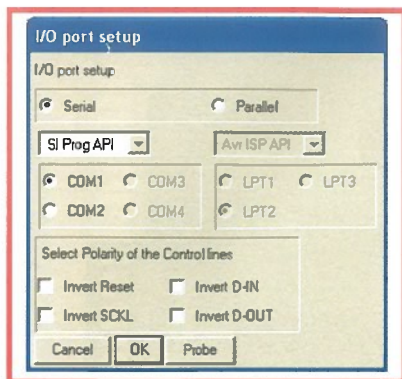 I/O port setup
I/O port setup
Serial Parallel
SI Prog API Avr ISP API
COM1 COM3 LPT1 LPT3
COM2 COM4 LPT2
Select Polarity of the Control lines
Invert Reset Invert D-IN
Invert SCKL Invert D-OUT
Cancel OK Probe